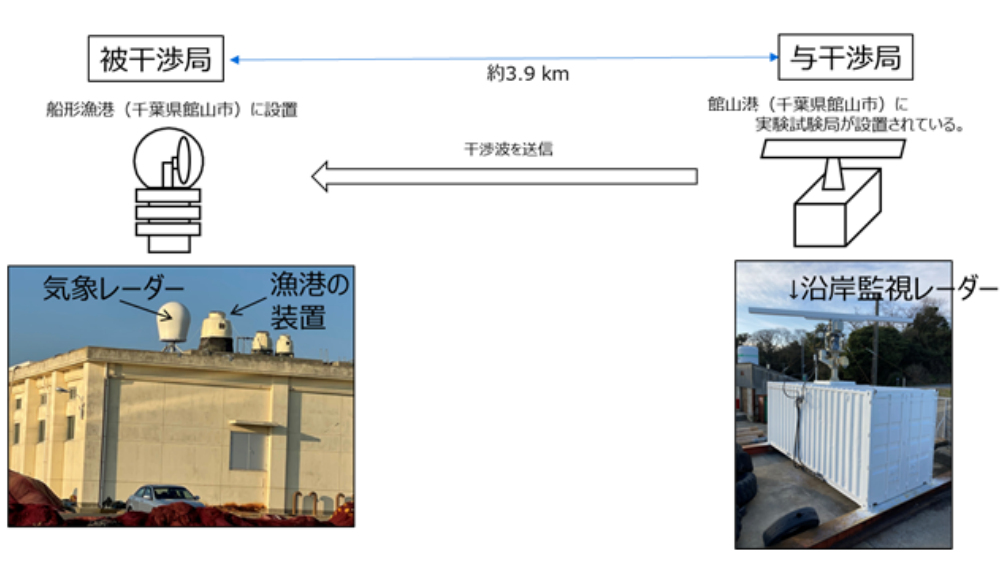 被干渉局
与干渉局
約3.9 km
船形漁港（千葉県館山市）に設置
館山港（千葉県館山市）に
実験試験局が設置されている。
干渉波を送信
気象レーダー
漁港の
装置
↓沿岸監視レーダー